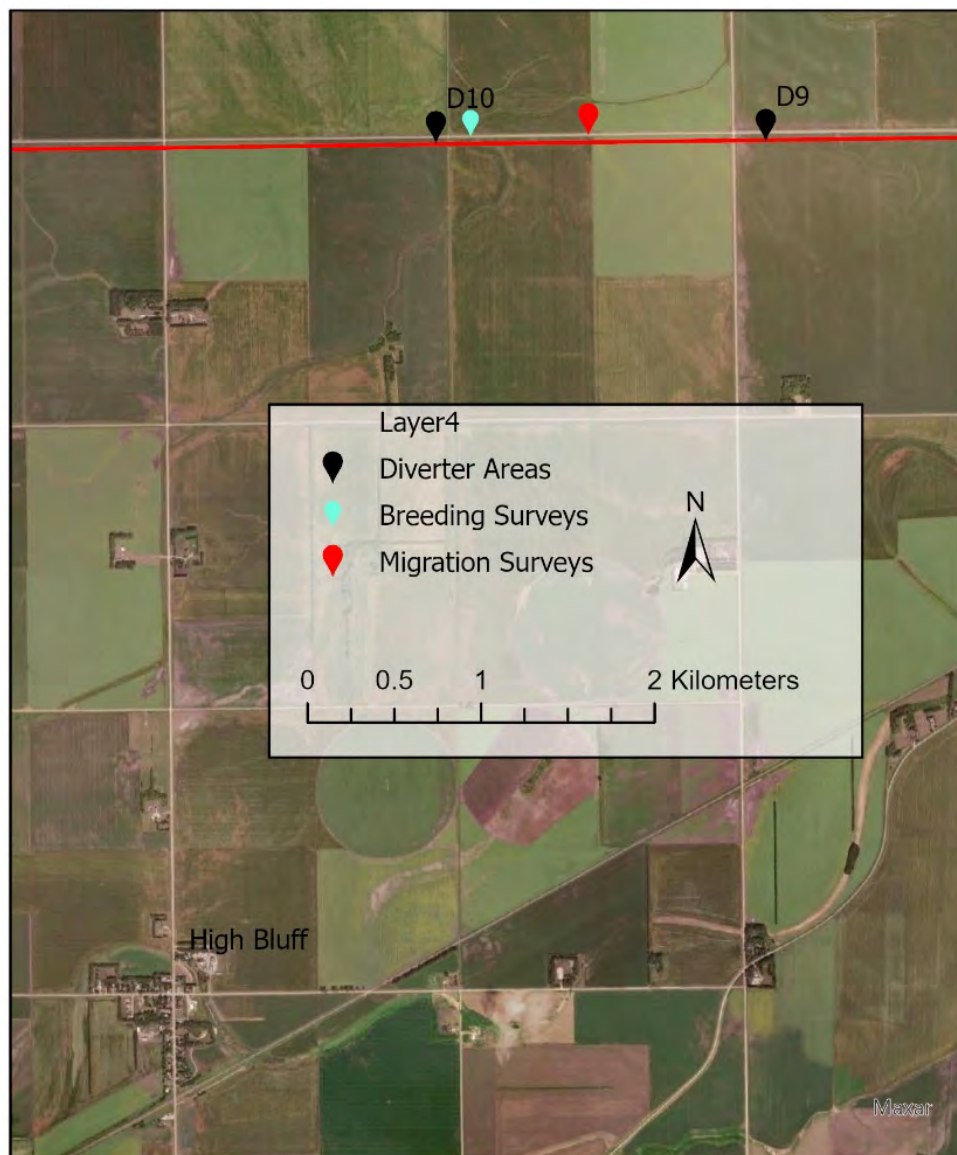 D10
D9
Layer4
Diverter Areas
Breeding Surveys
Migration Surveys
N
0 0.5 1 2 Kilometers
High Bluff
Maxar